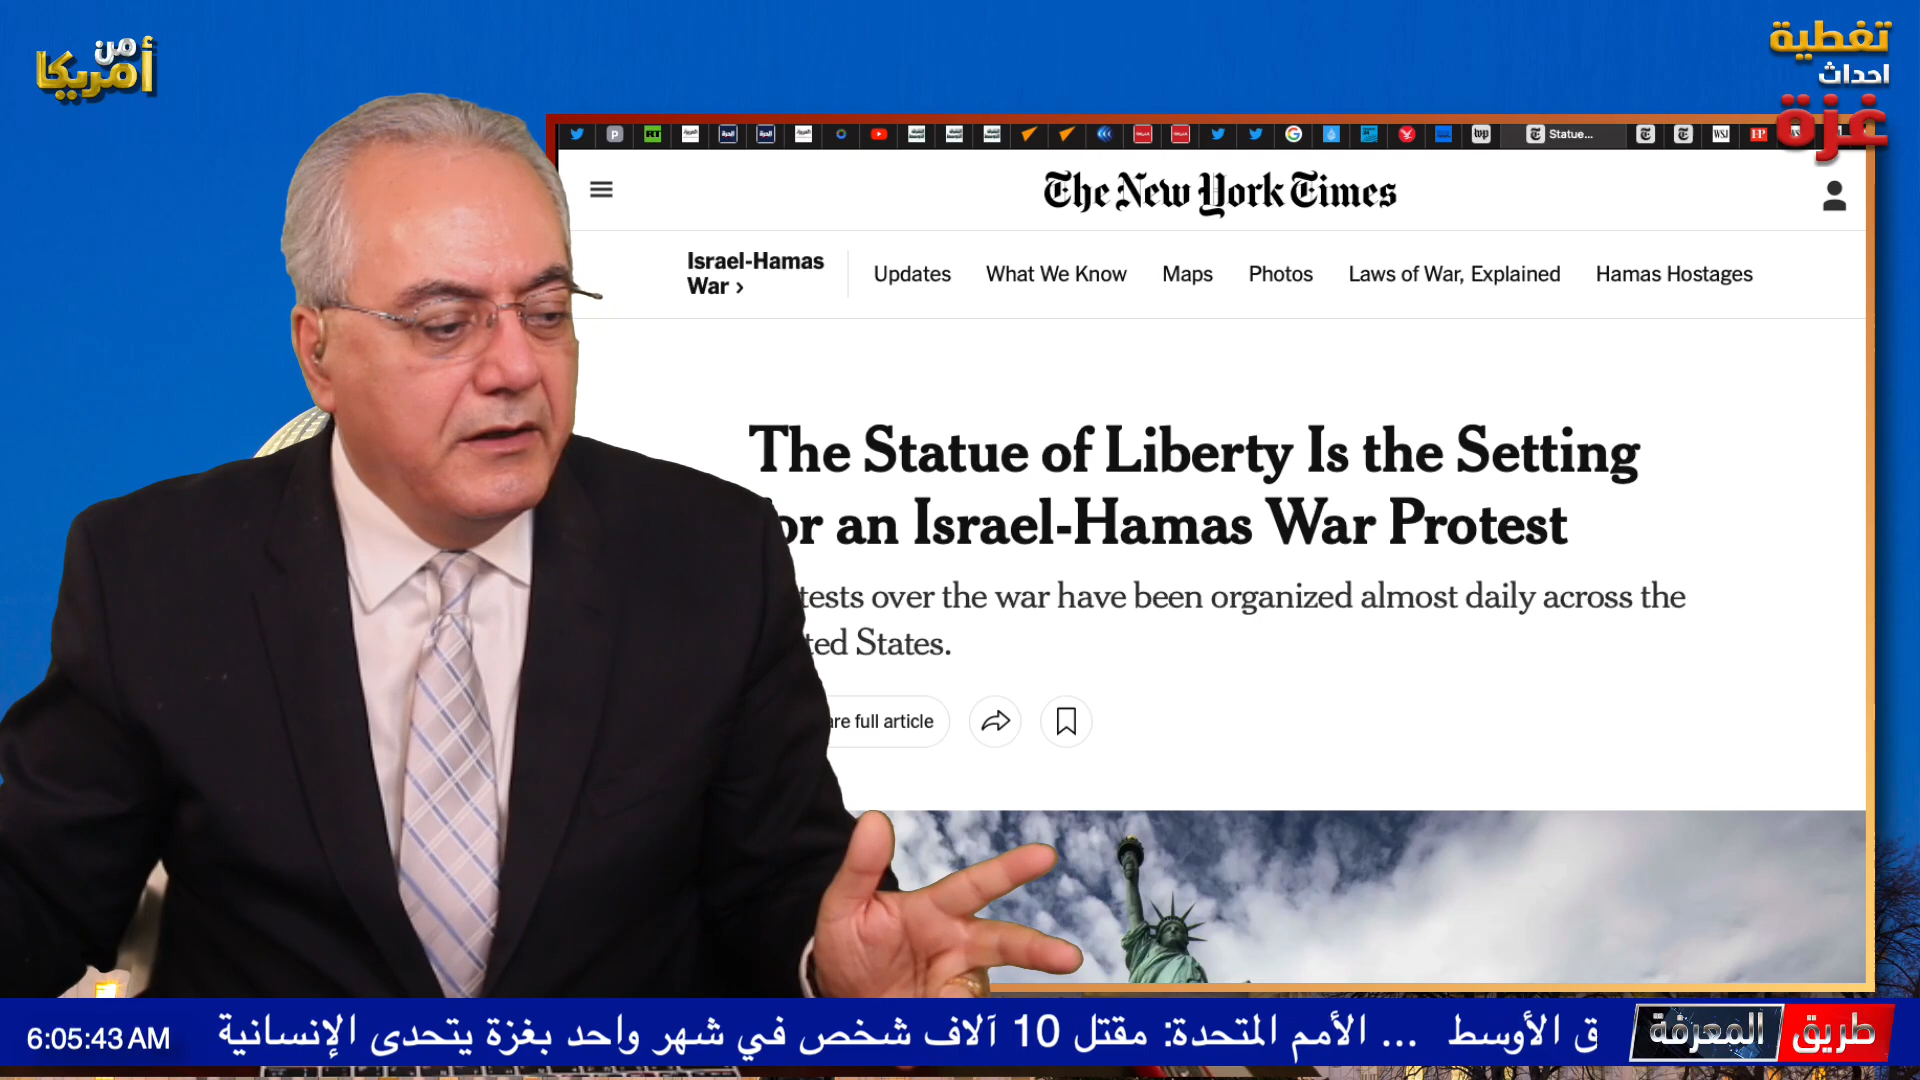 من
أمريكا
تغطية
احداث
غزة
Statue...
The New York Times
Israel-Hamas
War ›
Updates
What We Know
Maps
Photos
Laws of War, Explained
Hamas Hostages
The Statue of Liberty Is the Setting
or an Israel-Hamas War Protest
tests over the war have been organized almost daily across the
ted States.
are full article
6:05:43 AM
ق الأوسط ... الأمم المتحدة: مقتل 10 آلاف شخص في شهر واحد بغزة يتحدى الإنسانية
طريق المعرفة